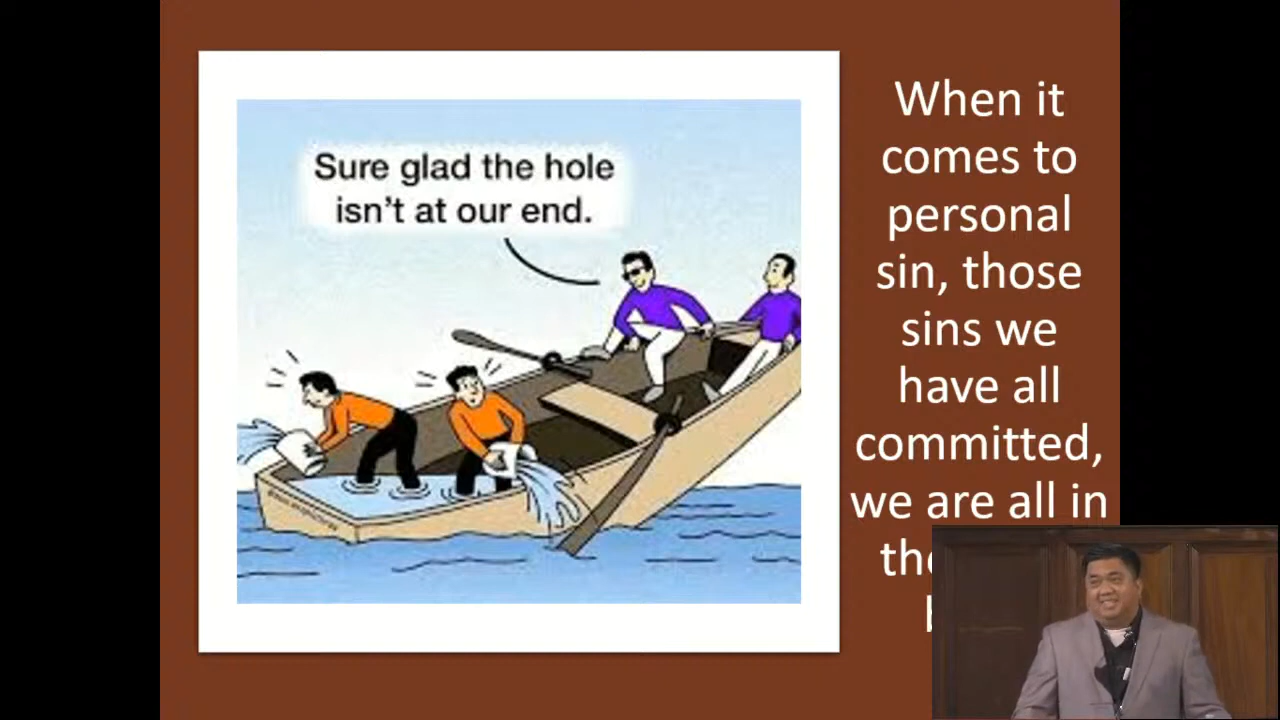 Sure glad the hole
isn't at our end.
When it
comes to
personal
sin, those
sins we
have all
committed,
we are all in